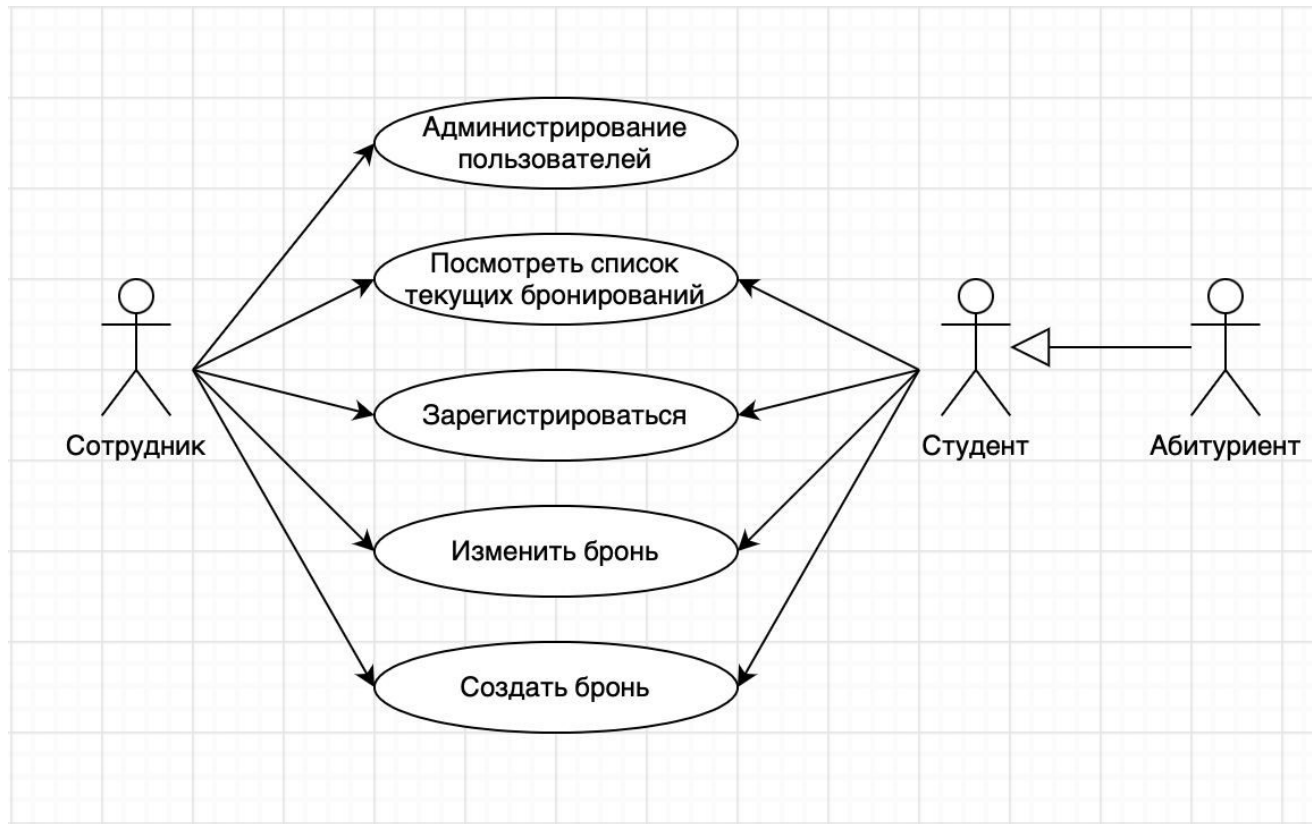 Администрирование
пользователей
Посмотреть список
текущих бронирований
Зарегистрироваться
Сотрудник
Студент
Абитуриент
Изменить бронь
Создать бронь